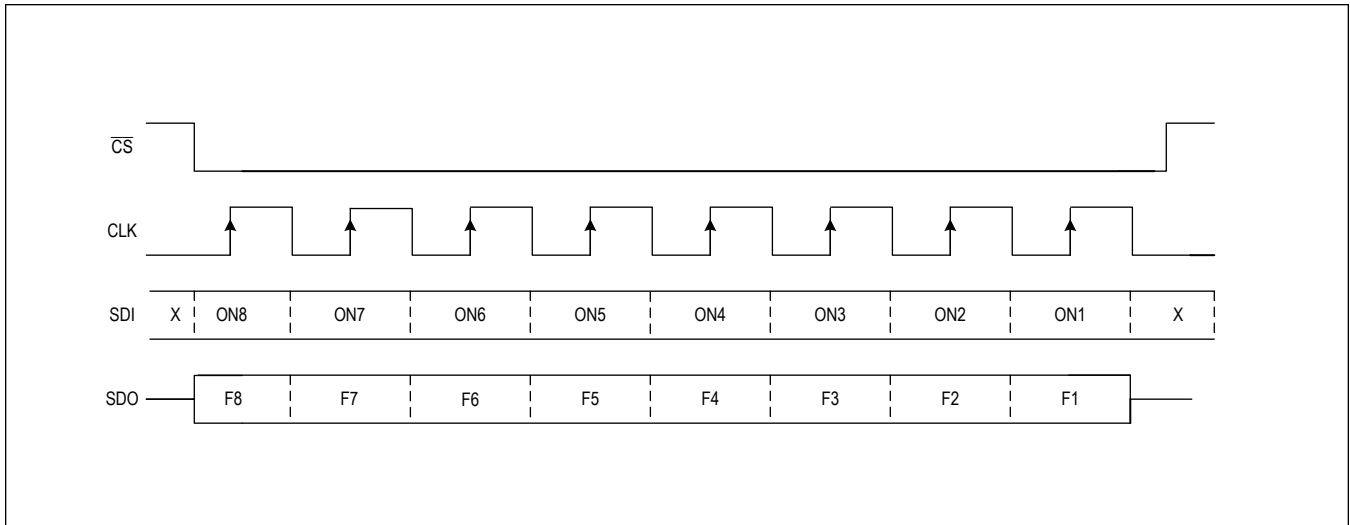 C̅S̅
CLK
SDI X ON8 ON7 ON6 ON5 ON4 ON3 ON2 ON1 X
SDO F8 F7 F6 F5 F4 F3 F2 F1